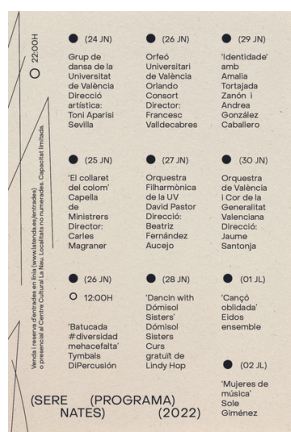 22:00H
Venda i reserva d'entrades en línia (www.latenda.es/entrades)
o presencial al Centre Cultural La Nau. Localitats no numerades. Capacitat limitada
(24 JN)
Grup de
dansa de la
Universitat
de València
Direcció
artística:
Toni Aparisi
Sevilla
(25 JN)
'El collaret
del colom'
Capella
de
Ministrers
Director:
Carles
Magraner
(26 JN)
12:00H
'Batucada
#diversidad
mehacefalta'
Tymbals
DiPercusión
(26 JN)
Orfeó
Universitari
de València
Orlando
Consort
Director:
Francesc
Valldecabres
(27 JN)
Orquestra
Filharmònica
de la UV
David Pastor
Direcció:
Beatriz
Fernández
Aucejo
(28 JN)
'Dancin with
Dómisol
Sisters'
Dómisol
Sisters
Curs
gratuït de
Lindy Hop
(29 JN)
'Identidade'
amb
Amalia
Tortajada
Zanón i
Andrea
González
Caballero
(30 JN)
Orquestra
de València
i Cor de la
Generalitat
Valenciana
Direcció:
Jaume
Santonja
(01 JL)
'Cançó
oblidada'
Eidos
ensemble
(02 JL)
'Mujeres de
música'
Sole
Giménez
(SERE (PROGRAMA)
NATES) (2022)